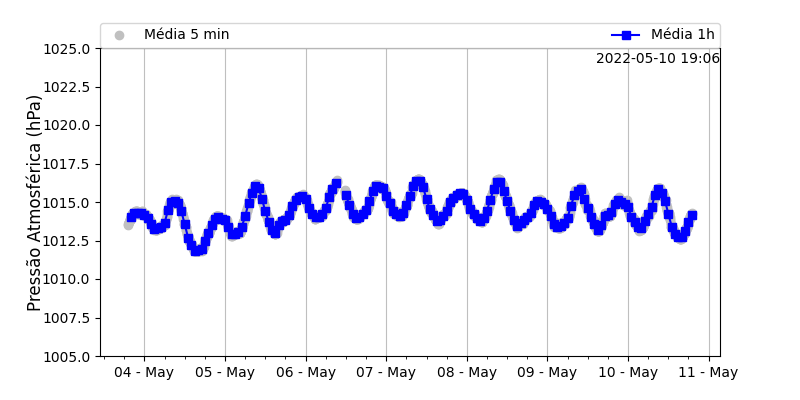 Média 5 min
Média 1h
2022-05-10 19:06
Pressão Atmosférica (hPa)
1025.0
1022.5
1020.0
1017.5
1015.0
1012.5
1010.0
1007.5
1005.0
04 - May 05 - May 06 - May 07 - May 08 - May 09 - May 10 - May 11 - May